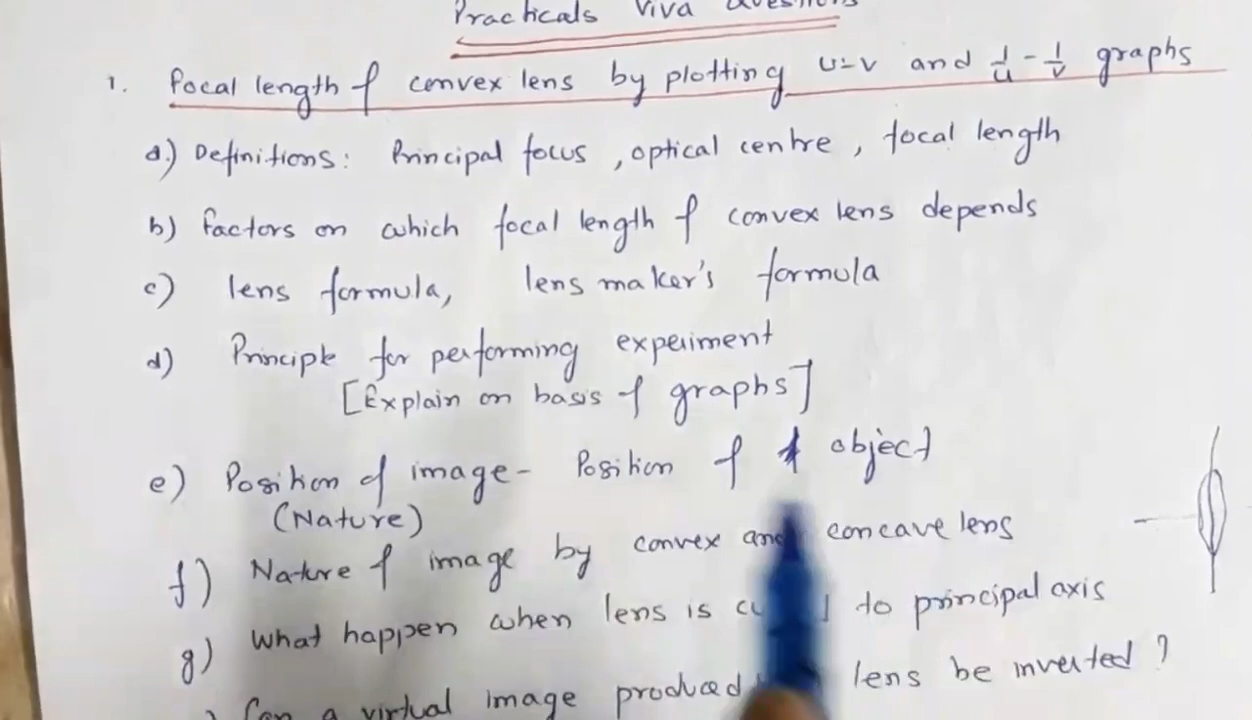 Practicals Viva Questions
1. Focal length of convex lens by plotting u-v and 1/u - 1/v graphs
a.) Definitions: Principal focus, optical centre, focal length
b) Factors on which focal length of convex lens depends
c) lens formula, lens maker's formula
d) Principle for performing experiment
[Explain on basis of graphs]
e) Position of image - Position of object
(Nature)
f) Nature of image by convex and concave lens
g) What happen when lens is to principal axis
Can a virtual image produced lens be inverted?